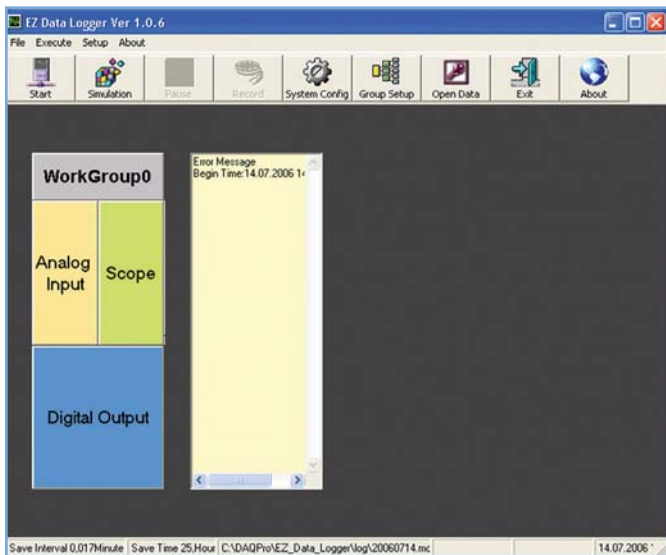 EZ Data Logger Ver 1.0.6
File Execute Setup About
Start Simulation Pause Record System Config Group Setup Open Data Exit About
WorkGroup0
Analog
Input
Scope
Digital Output
Error Message
Begin Time:14.07.2006 14
Save Interval 0,017Minute Save Time 25,Hour C:\DAQPro\EZ_Data_Logger\log\20060714.mc 14.07.2006